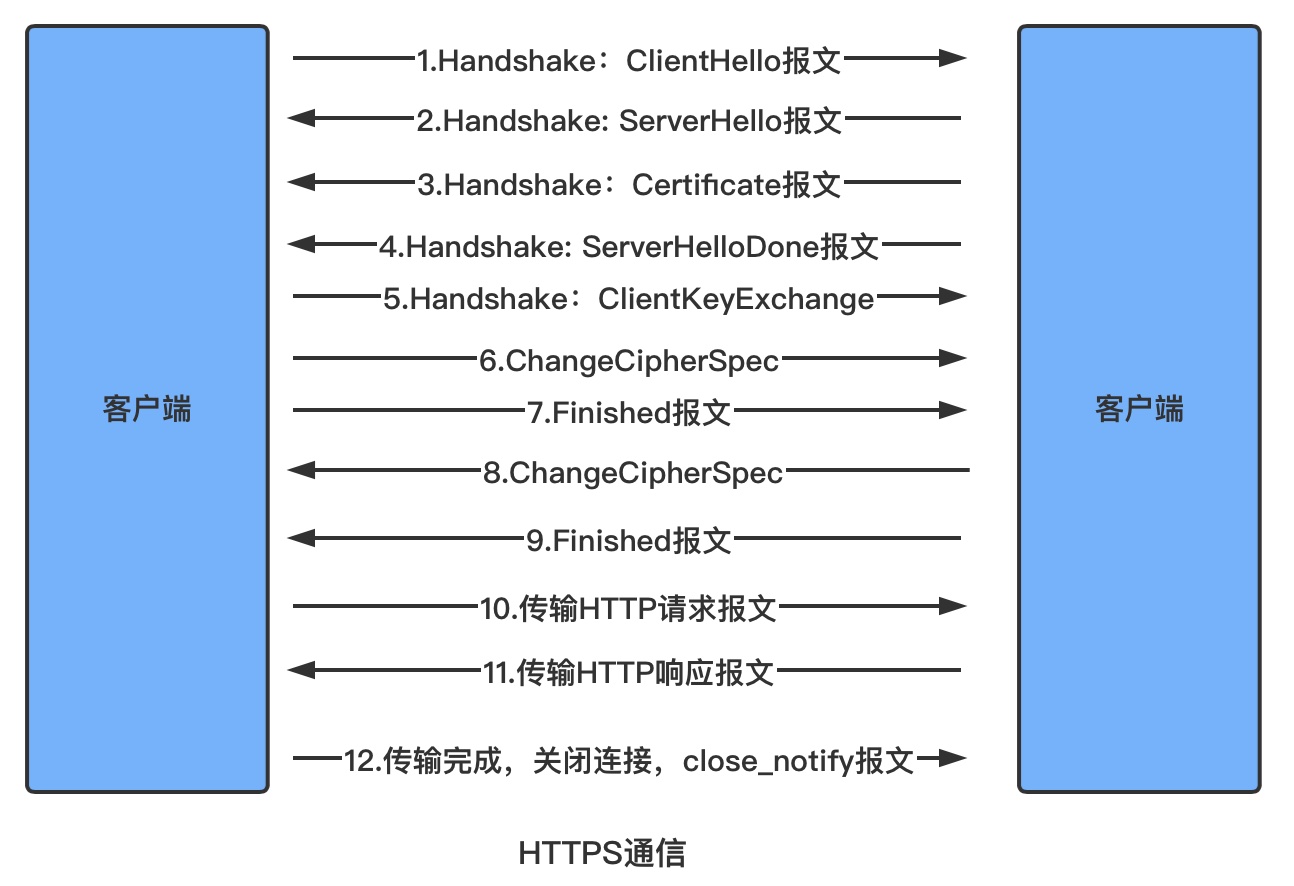 1.Handshake：ClientHello报文
2.Handshake: ServerHello报文
3.Handshake：Certificate报文
4.Handshake: ServerHelloDone报文
5.Handshake：ClientKeyExchange
6.ChangeCipherSpec
客户端
客户端
7.Finished报文
8.ChangeCipherSpec
9.Finished报文
10.传输HTTP请求报文
11.传输HTTP响应报文
12.传输完成，关闭连接，close_notify报文
HTTPS通信